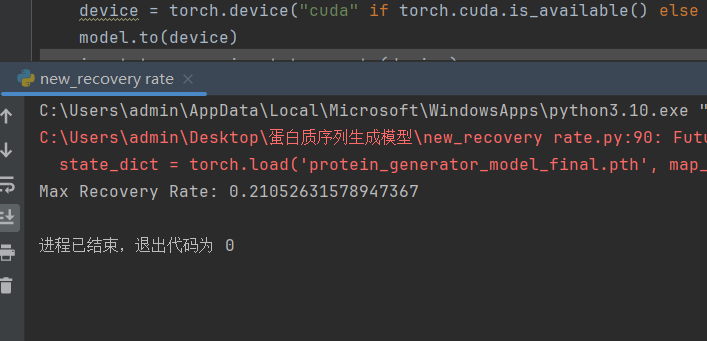 device = torch.device("cuda" if torch.cuda.is_available() else
model.to(device)
new_recovery rate
C:\Users\admin\AppData\Local\Microsoft\WindowsApps\python3.10.exe "
C:\Users\admin\Desktop\蛋白质序列生成模型\new_recovery rate.py:90: Futu
state_dict = torch.load('protein_generator_model_final.pth', map_
Max Recovery Rate: 0.21052631578947367
进程已结束，退出代码为 0